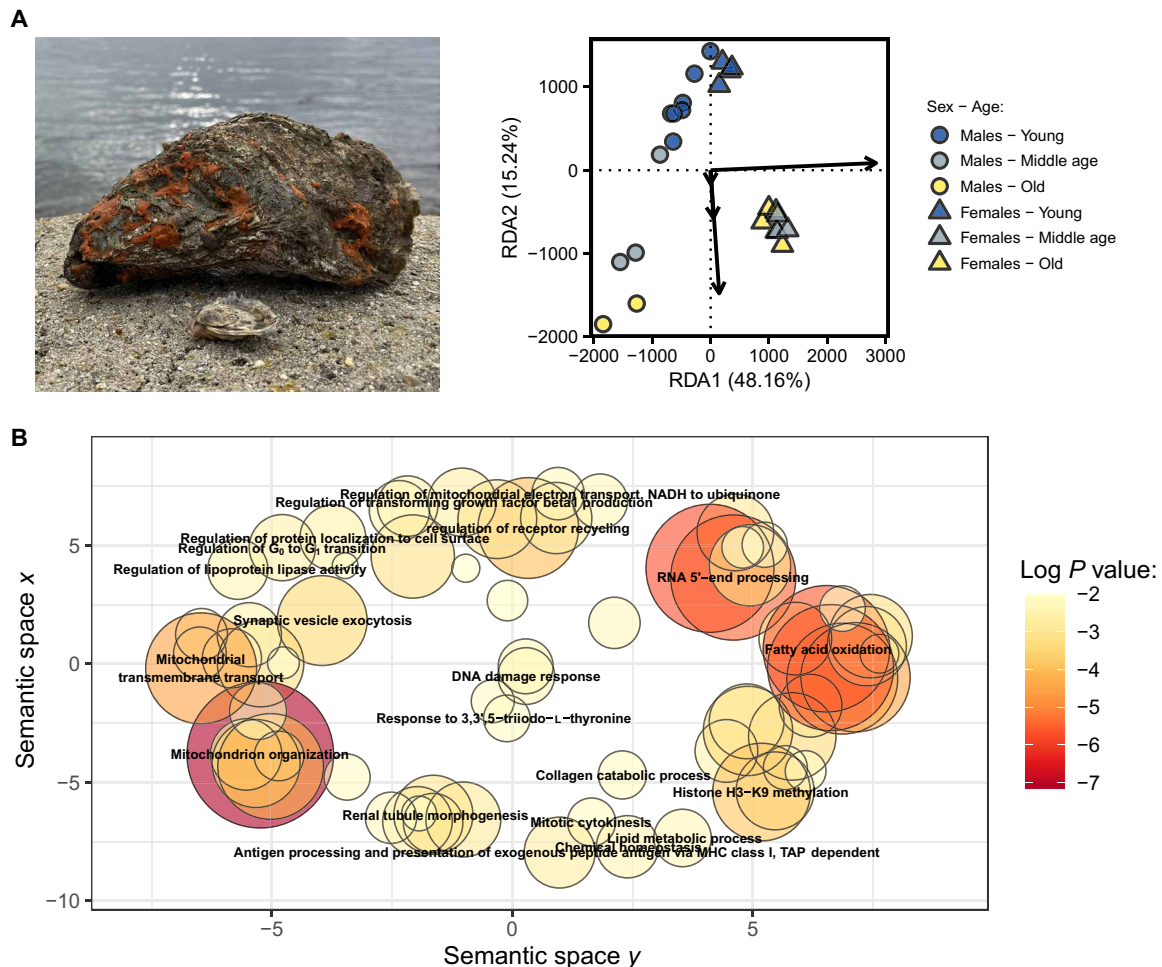 A
RDA2 (15.24%)
1000
0
−1000
−2000
−2000
−1000
0
1000
2000
3000
RDA1 (48.16%)
Sex − Age:
Males − Young
Males − Middle age
Males − Old
Females − Young
Females − Middle age
Females − Old
B
Semantic space x
5
0
−5
−10
Regulation of mitochondrial electron transport, NADH to ubiquinone
Regulation of transforming growth factor beta1 production
regulation of receptor recycling
Regulation of protein localization to cell surface
Regulation of G₀ to G₁ transition
Regulation of lipoprotein lipase activity
RNA 5'−end processing
Synaptic vesicle exocytosis
Fatty acid oxidation
Mitochondrial
transmembrane transport
DNA damage response
Response to 3,3',5−triiodo−L−thyronine
Mitochondrion organization
Collagen catabolic process
Histone H3−K9 methylation
Renal tubule morphogenesis
Mitotic cytokinesis
Lipid metabolic process
Chemical homeostasis
Antigen processing and presentation of exogenous peptide antigen via MHC class I, TAP dependent
−5
0
5
Semantic space y
Log P value:
−2
−3
−4
−5
−6
−7